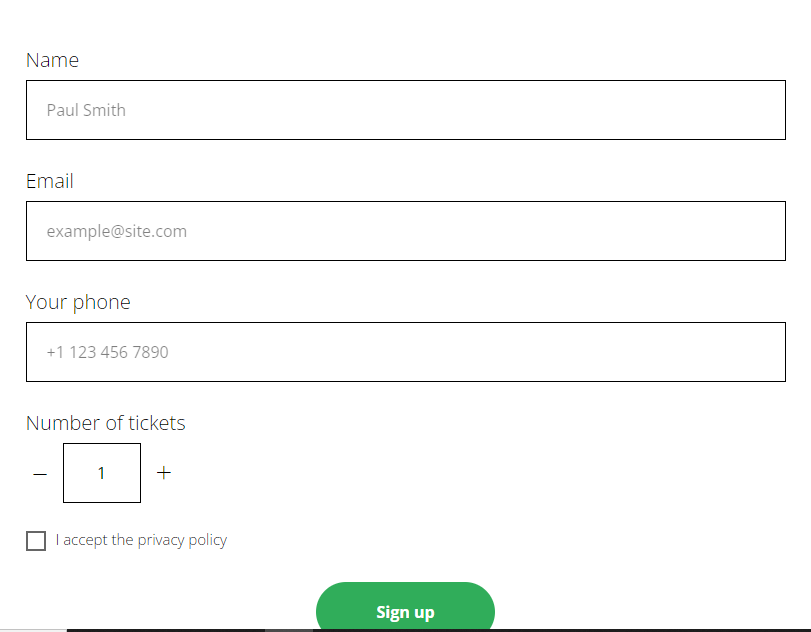 Name
Paul Smith
Email
example@site.com
Your phone
+1 123 456 7890
Number of tickets
– 1 +
I accept the privacy policy
Sign up